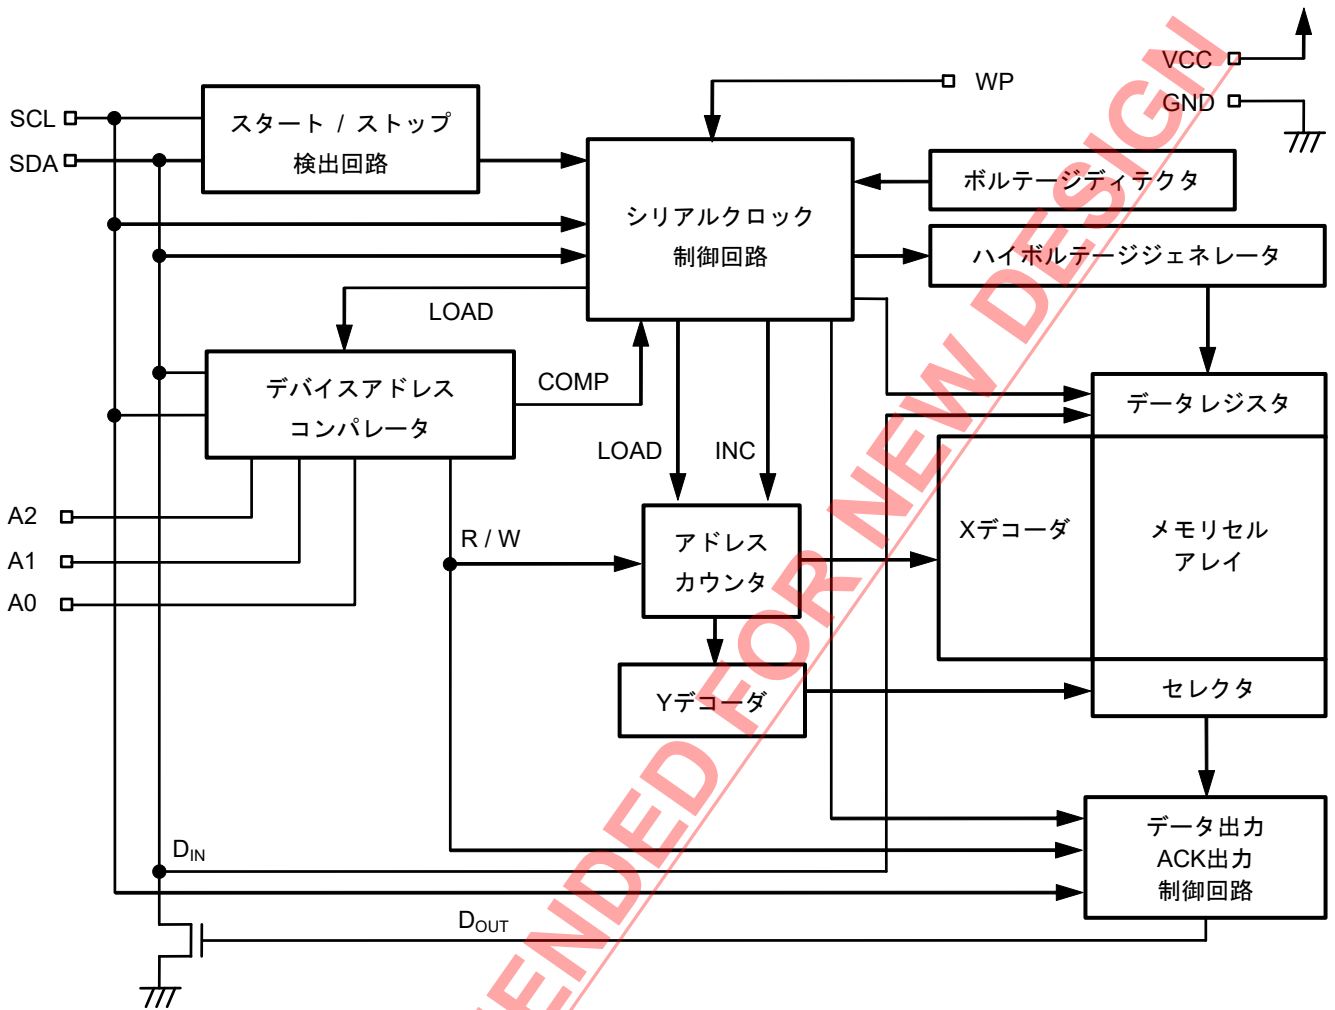 VCC
WP
GND
SCL
スタート / ストップ
検出回路
SDA
ボルテージディテクタ
シリアルクロック
制御回路
ハイボルテージジェネレータ
LOAD
COMP
デバイスアドレス
コンパレータ
データレジスタ
LOAD
INC
A2
A1
A0
R / W
アドレス
カウンタ
Xデコーダ
メモリセル
アレイ
Yデコーダ
セレクタ
データ出力
ACK出力
制御回路
DIN
DOUT
ENDED FOR NEW DESIGN